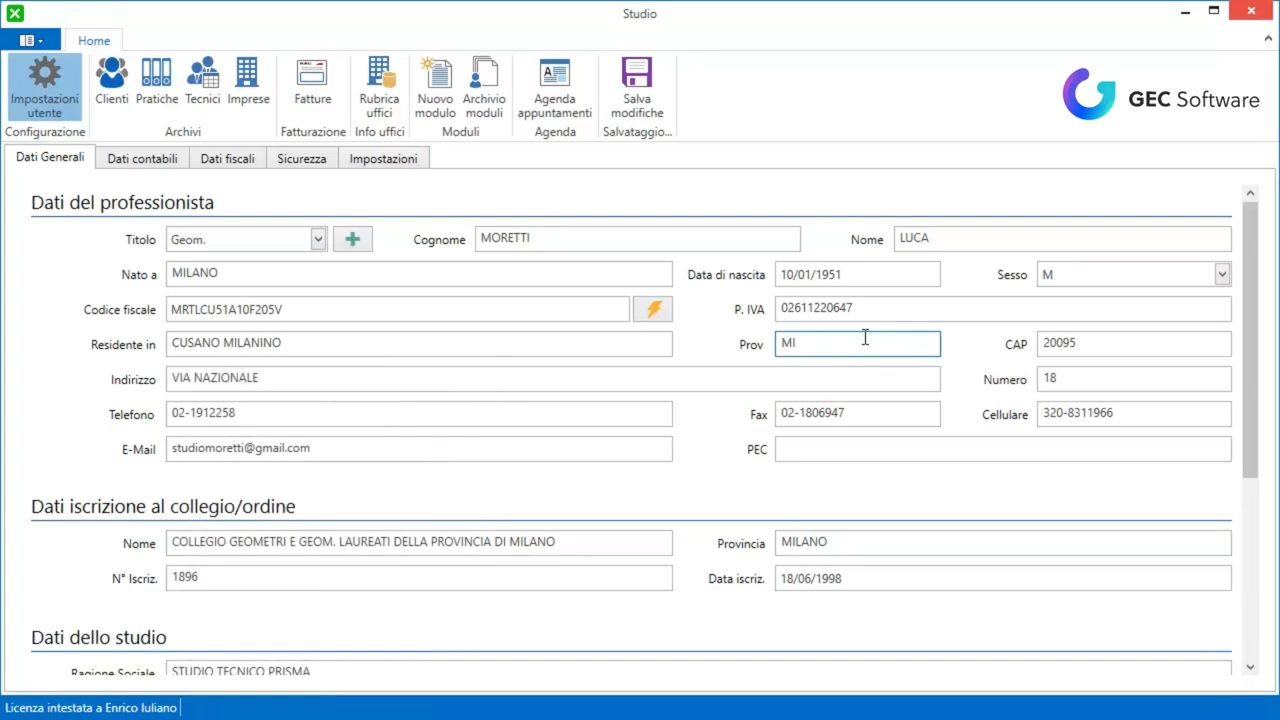 Studio
Home
Impostazioni utente
Clienti
Pratiche
Tecnici
Imprese
Fatture
Rubrica uffici
Nuovo modulo
Archivio moduli
Agenda appuntamenti
Salva modifiche
GEC Software
Configurazione
Archivi
Fatturazione
Info uffici
Moduli
Agenda
Salvataggio...
Dati Generali
Dati contabili
Dati fiscali
Sicurezza
Impostazioni
Dati del professionista
Titolo Geom. Cognome MORETTI Nome LUCA
Nato a MILANO Data di nascita 10/01/1951 Sesso M
Codice fiscale MRTLCU51A10F205V P. IVA 02611220647
Residente in CUSANO MILANINO Prov MI CAP 20095
Indirizzo VIA NAZIONALE Numero 18
Telefono 02-1912258 Fax 02-1806947 Cellulare 320-8311966
E-Mail studiomoretti@gmail.com PEC
Dati iscrizione al collegio/ordine
Nome COLLEGIO GEOMETRI E GEOM. LAUREATI DELLA PROVINCIA DI MILANO Provincia MILANO
N° Iscriz. 1896 Data iscriz. 18/06/1998
Dati dello studio
Ragione Sociale STUDIO TECNICO PRISMA
Licenza intestata a Enrico Iuliano